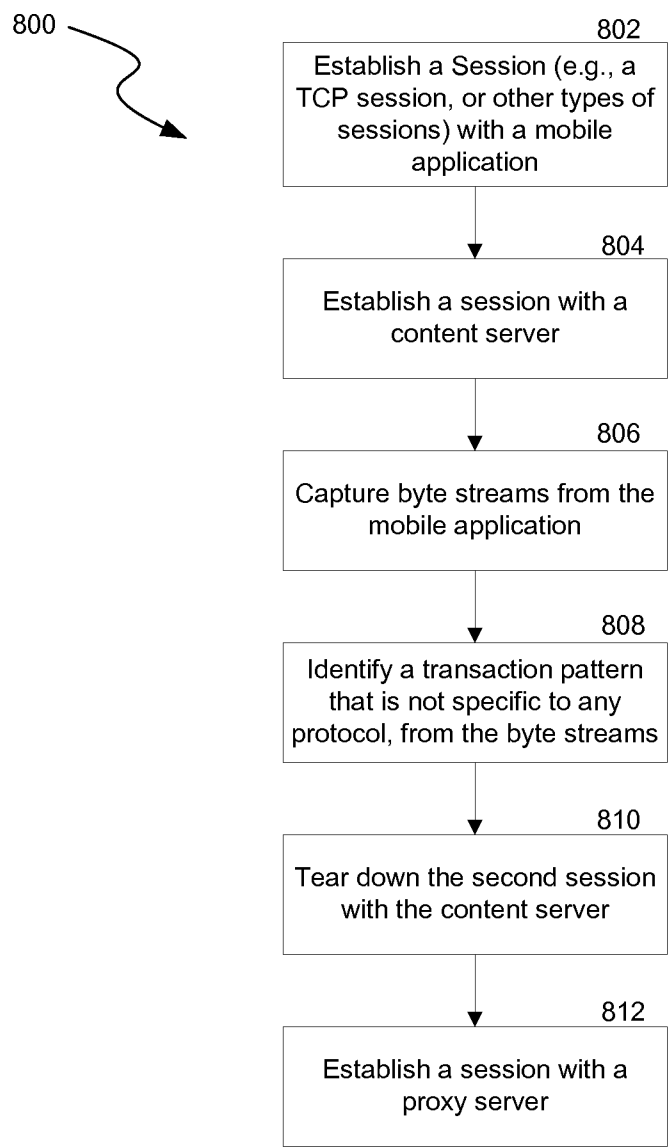 800
802
Establish a Session (e.g., a
TCP session, or other types of
sessions) with a mobile
application
804
Establish a session with a
content server
806
Capture byte streams from the
mobile application
808
Identify a transaction pattern
that is not specific to any
protocol, from the byte streams
810
Tear down the second session
with the content server
812
Establish a session with a
proxy server